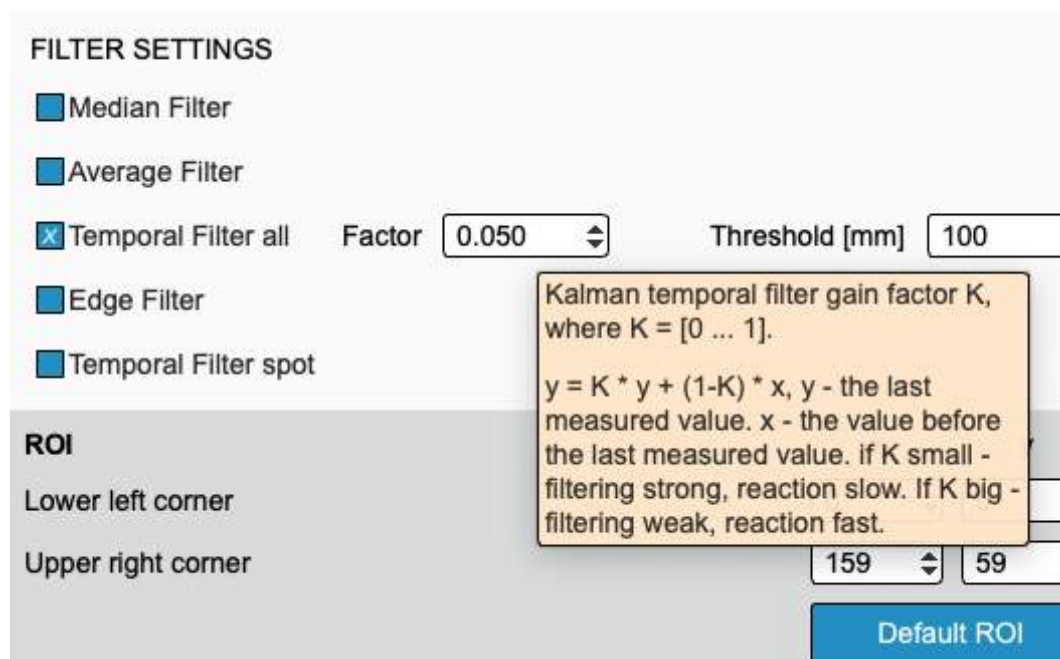 FILTER SETTINGS
Median Filter
Average Filter
X Temporal Filter all Factor 0.050 Threshold [mm] 100
Edge Filter
Temporal Filter spot
Kalman temporal filter gain factor K,
where K = [0 ... 1].
y = K * y + (1-K) * x, y - the last
measured value. x - the value before
the last measured value. if K small -
filtering strong, reaction slow. If K big -
filtering weak, reaction fast.
ROI
Lower left corner
Upper right corner 159 59
Default ROI